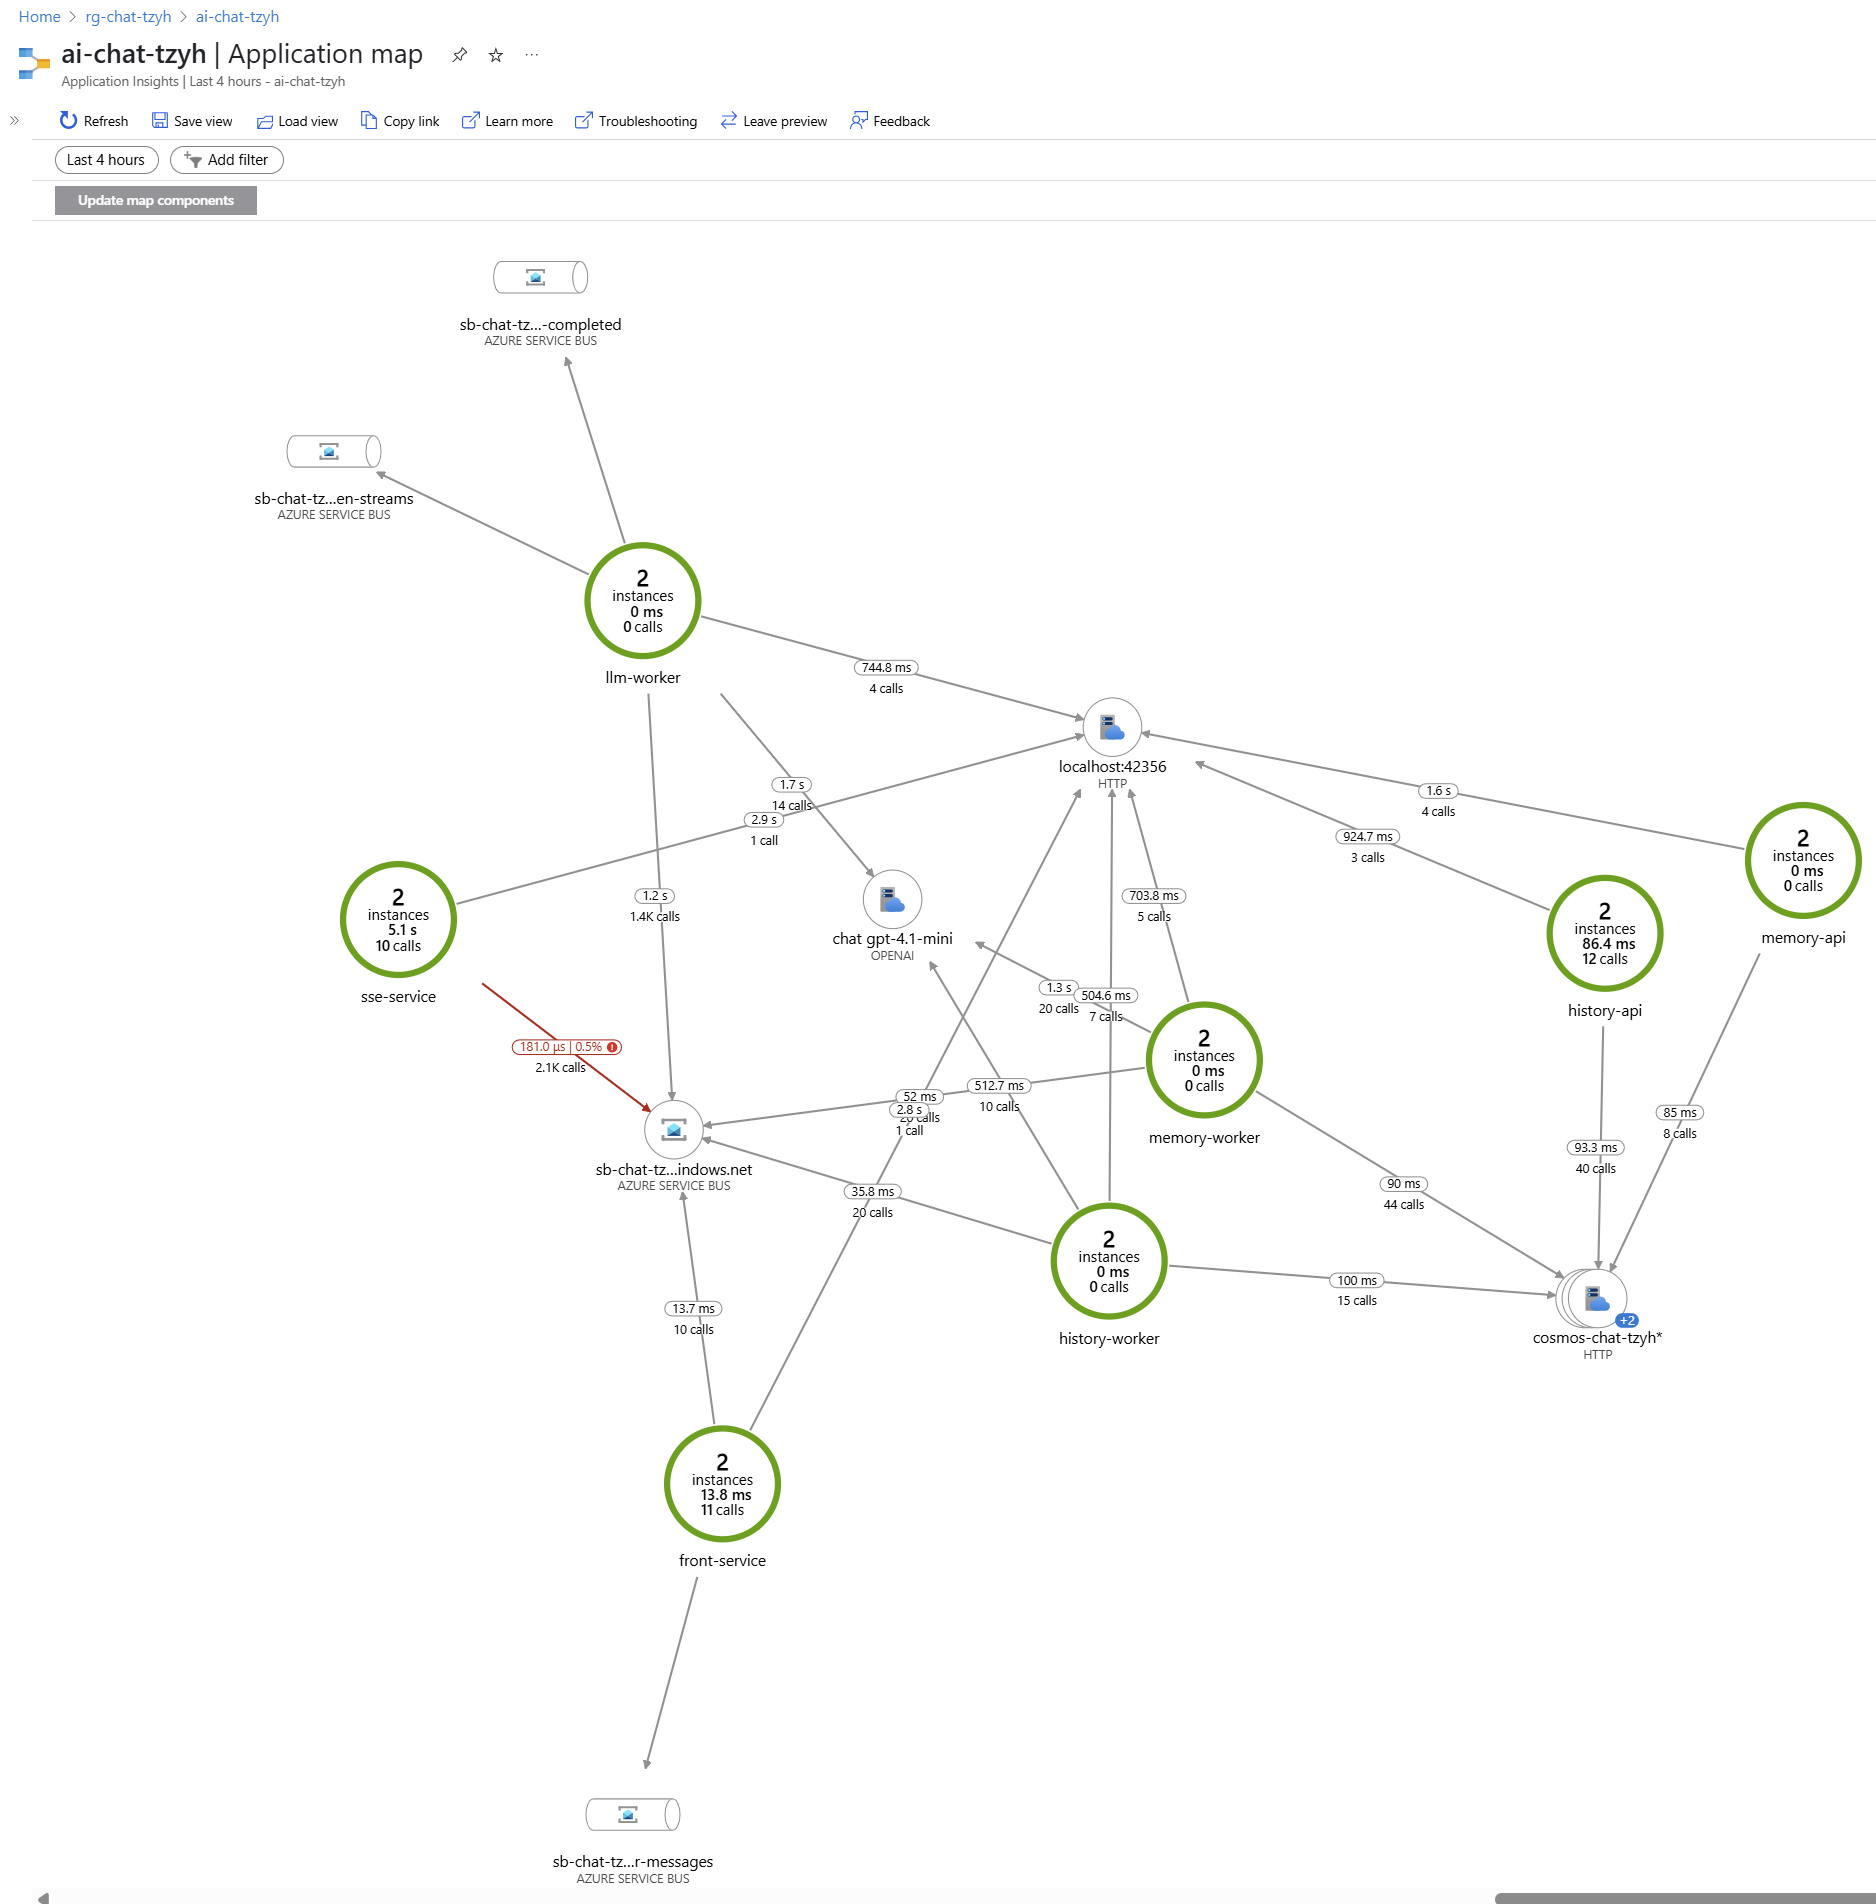 Home > rg-chat-tzyh > ai-chat-tzyh
ai-chat-tzyh | Application map
Application Insights | Last 4 hours - ai-chat-tzyh
Refresh Save view Load view Copy link Learn more Troubleshooting Leave preview Feedback
Last 4 hours Add filter
Update map components
sb-chat-tz...-completed
AZURE SERVICE BUS
sb-chat-tz...en-streams
AZURE SERVICE BUS
2
instances
0 ms
0 calls
llm-worker
744.8 ms
4 calls
localhost:42356
HTTP
1.7 s
14 calls
2.9 s
1 call
1.6 s
4 calls
924.7 ms
3 calls
2
instances
0 ms
0 calls
memory-api
2
instances
5.1 s
10 calls
sse-service
1.2 s
1.4K calls
chat gpt-4.1-mini
OPENAI
703.8 ms
5 calls
2
instances
86.4 ms
12 calls
history-api
1.3 s
20 calls
504.6 ms
7 calls
181.0 µs | 0.5%
2.1K calls
2
instances
0 ms
0 calls
memory-worker
512.7 ms
10 calls
52 ms
calls
2.8 s
1 call
sb-chat-tz...indows.net
AZURE SERVICE BUS
85 ms
8 calls
93.3 ms
40 calls
90 ms
44 calls
35.8 ms
20 calls
2
instances
0 ms
0 calls
history-worker
100 ms
15 calls
+2
cosmos-chat-tzyh*
HTTP
13.7 ms
10 calls
2
instances
13.8 ms
11 calls
front-service
sb-chat-tz...r-messages
AZURE SERVICE BUS